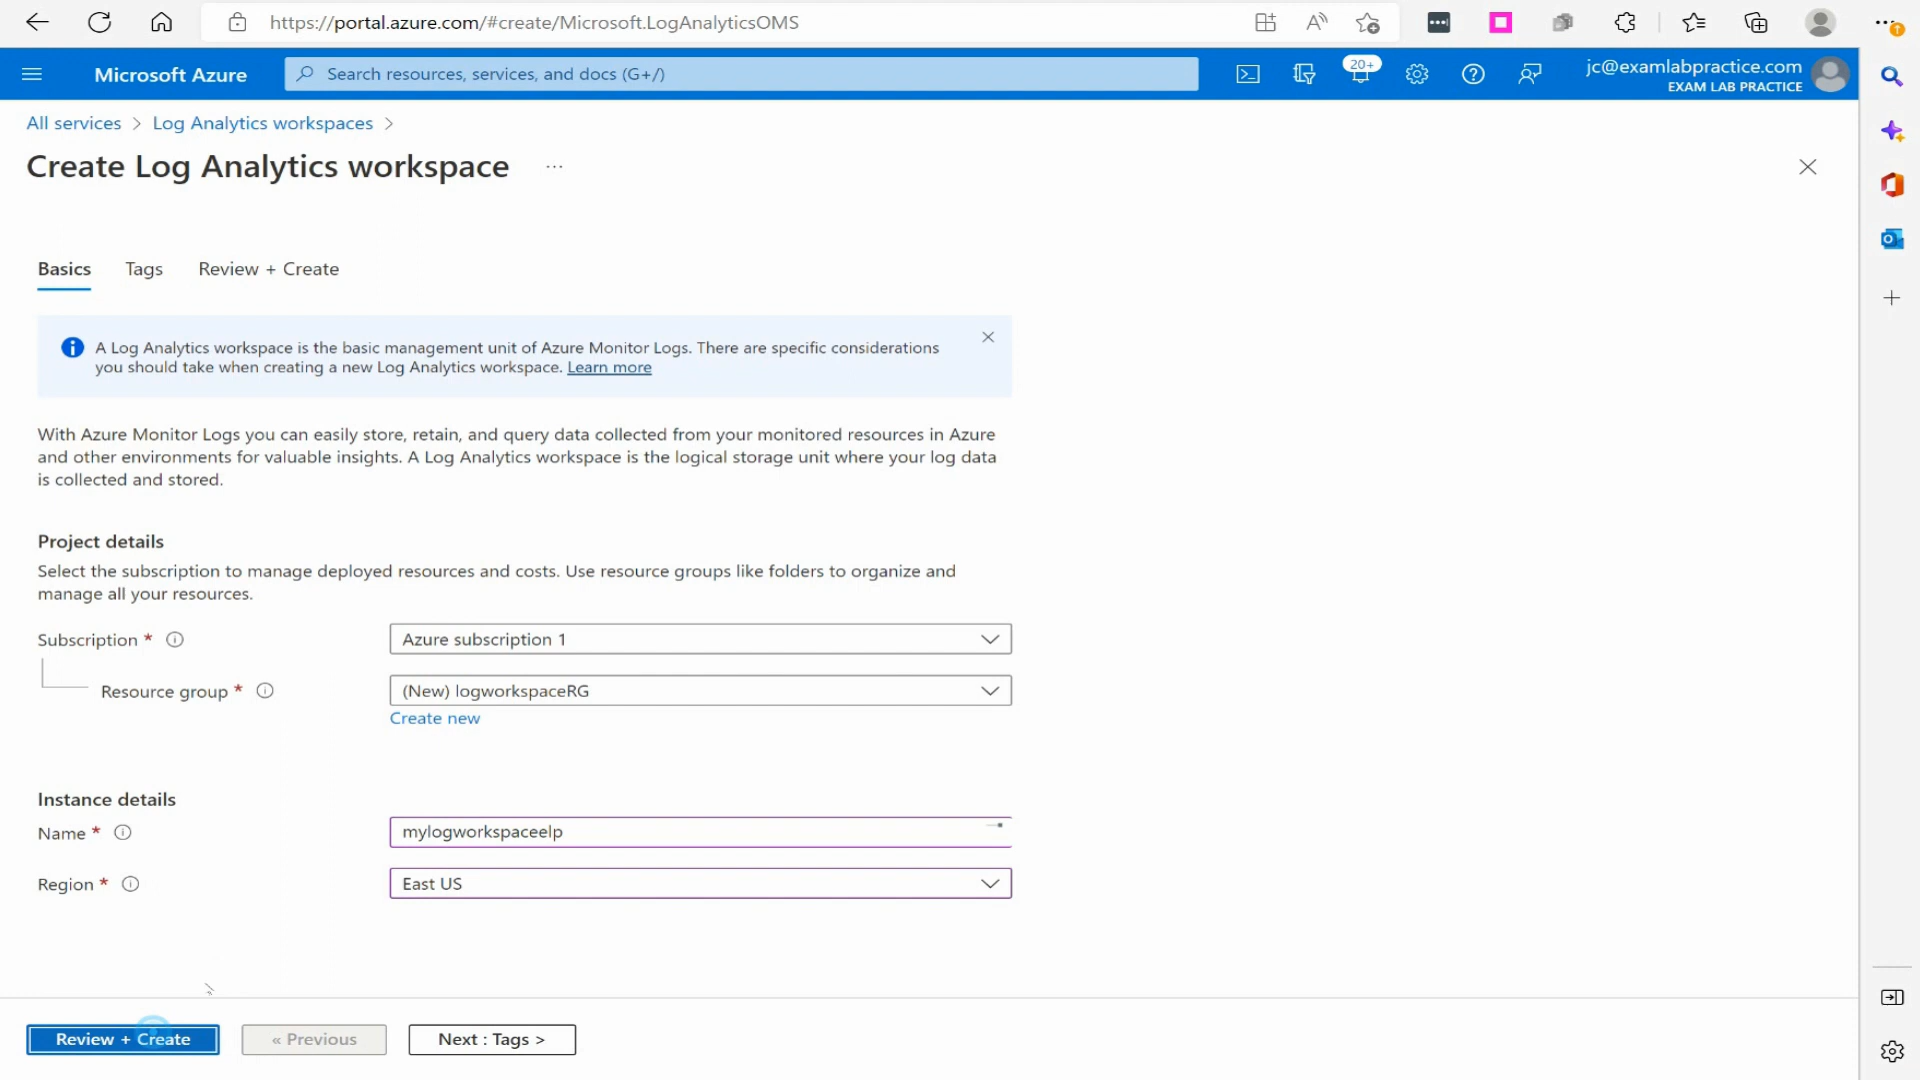 https://portal.azure.com/#create/Microsoft.LogAnalyticsOMS
Microsoft Azure
Search resources, services, and docs (G+/)
20+
jc@examlabpractice.com
EXAM LAB PRACTICE
All services > Log Analytics workspaces >
Create Log Analytics workspace ...
Basics Tags Review + Create
A Log Analytics workspace is the basic management unit of Azure Monitor Logs. There are specific considerations
you should take when creating a new Log Analytics workspace. Learn more
With Azure Monitor Logs you can easily store, retain, and query data collected from your monitored resources in Azure
and other environments for valuable insights. A Log Analytics workspace is the logical storage unit where your log data
is collected and stored.
Project details
Select the subscription to manage deployed resources and costs. Use resource groups like folders to organize and
manage all your resources.
Subscription * Azure subscription 1
Resource group * (New) logworkspaceRG
Create new
Instance details
Name * mylogworkspaceelp
Region * East US
Review + Create « Previous Next : Tags >